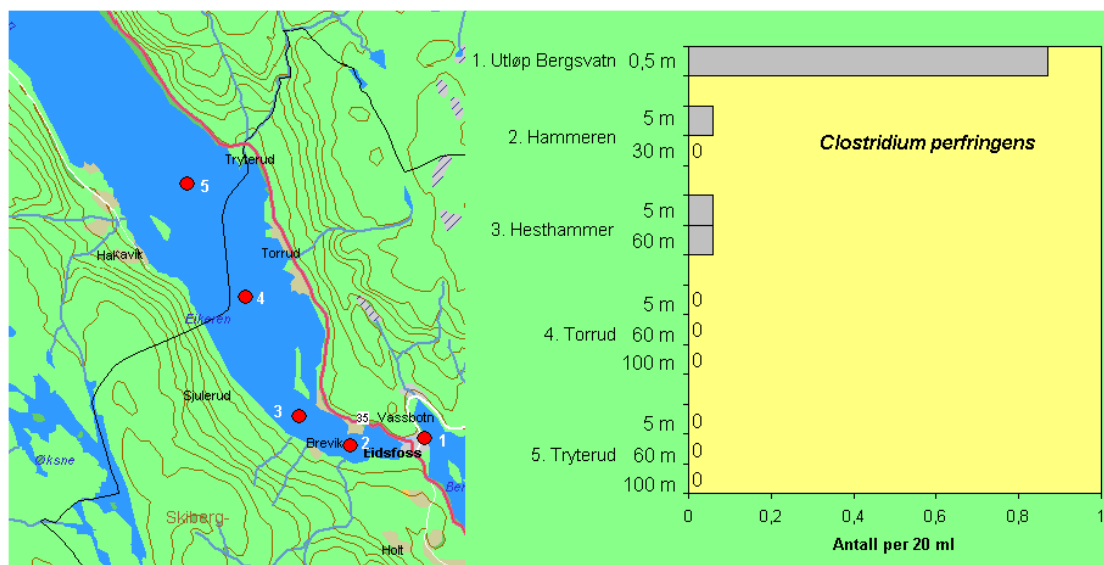 Tryterud
5
Hakavik
Torrud
4
Eikeren
Sjulerud
3
35
Vassbotn
1
Brevik
2
Eidsfoss
Øksne
Ber
Skiberg-
Holt
1. Utløp Bergsvatn 0,5 m
2. Hammeren
5 m
30 m 0
Clostridium perfringens
3. Hesthammer
5 m
60 m
4. Torrud
5 m 0
60 m 0
100 m 0
5. Tryterud
5 m 0
60 m 0
100 m 0
0 0,2 0,4 0,6 0,8 1
Antall per 20 ml